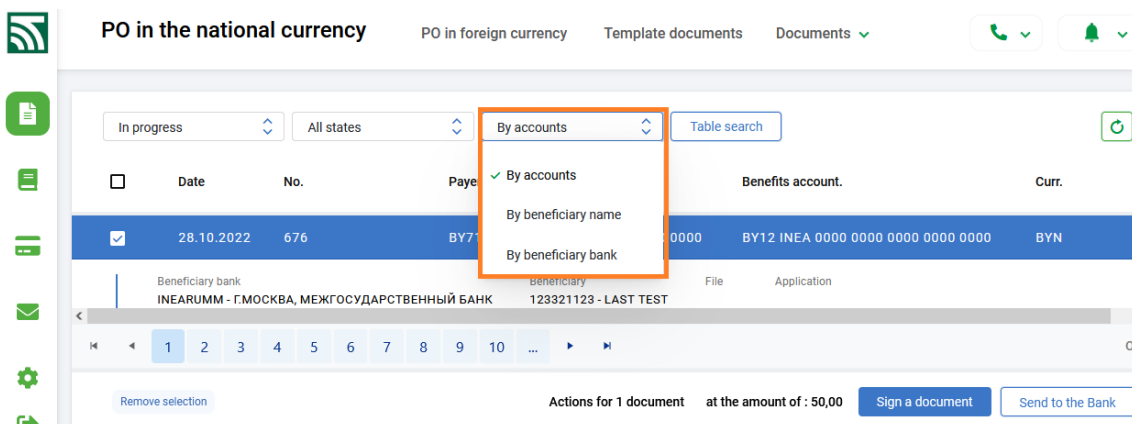 PO in the national currency PO in foreign currency Template documents Documents
In progress All states By accounts Table search
Date No. Benefits account. Curr.
By accounts
By beneficiary name
28.10.2022 676 0000 BY12 INEA 0000 0000 0000 0000 0000 BYN
By beneficiary bank
Beneficiary bank Beneficiary File Application
INEARUMM - Г.МОСКВА, МЕЖГОСУДАРСТВЕННЫЙ БАНК 123321123 - LAST TEST
1 2 3 4 5 6 7 8 9 10 ...
Remove selection Actions for 1 document at the amount of : 50,00 Sign a document Send to the Bank